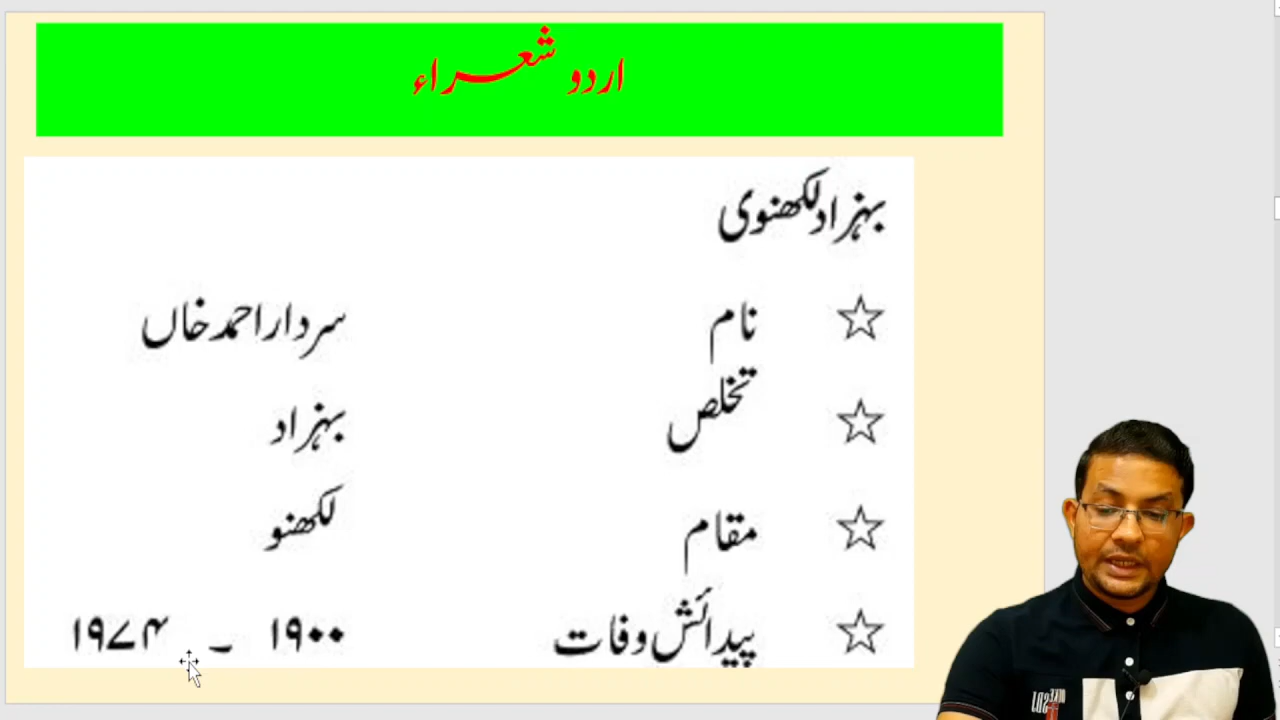 اردو شعراء
بہزاد لکھنوی
☆ نام سردار احمد خاں
☆ تخلص بہزاد
☆ مقام لکھنو
☆ پیدائش وفات ۱۹۰۰ - ۱۹۷۴